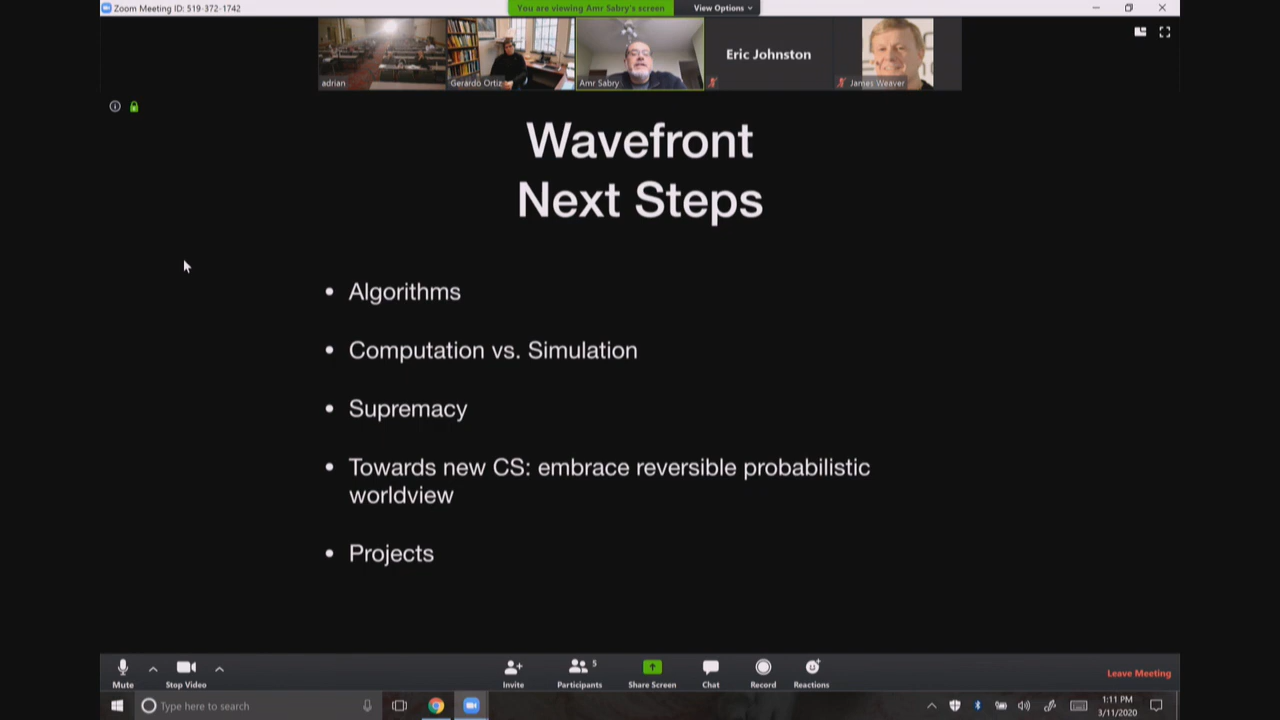 Zoom Meeting ID: 519-372-1742
You are viewing Amr Sabry's screen
View Options
adrian
Gerardo Ortiz
Amr Sabry
Eric Johnston
James Weaver
Wavefront
Next Steps
• Algorithms
• Computation vs. Simulation
• Supremacy
• Towards new CS: embrace reversible probabilistic
worldview
• Projects
Mute
Stop Video
Invite
5
Participants
Share Screen
Chat
Record
Reactions
Leave Meeting
Type here to search
1:11 PM
3/11/2020